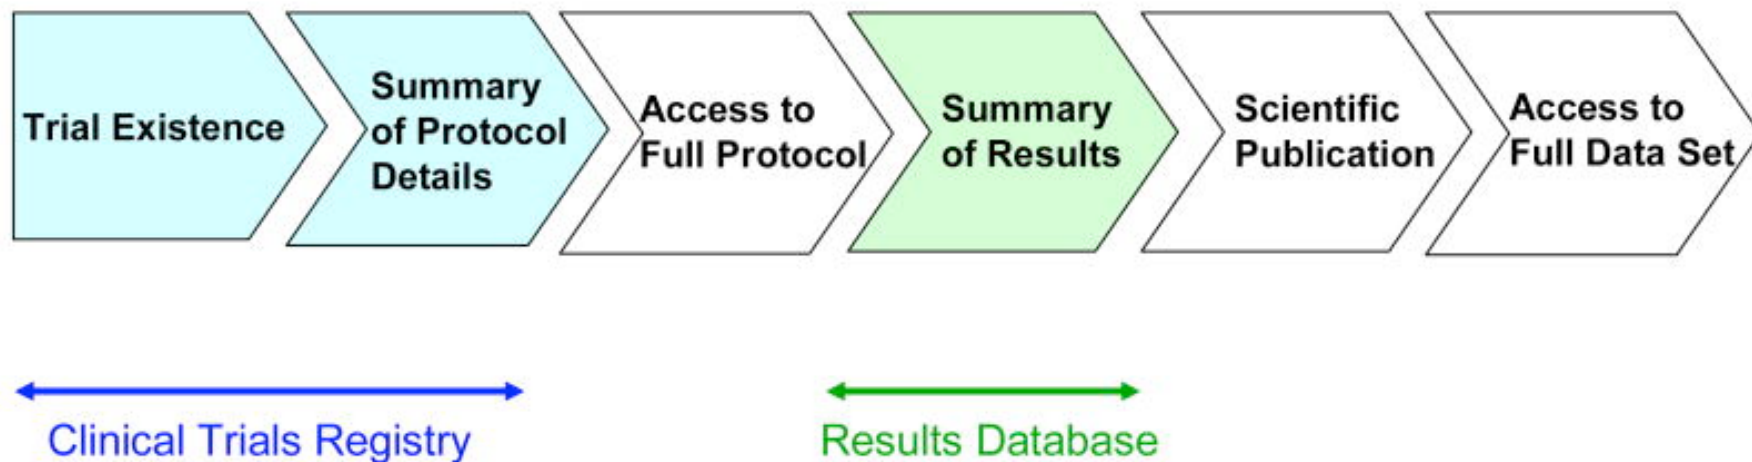 Trial Existence
Summary
of Protocol
Details
Access to
Full Protocol
Summary
of Results
Scientific
Publication
Access to
Full Data Set
Clinical Trials Registry
Results Database